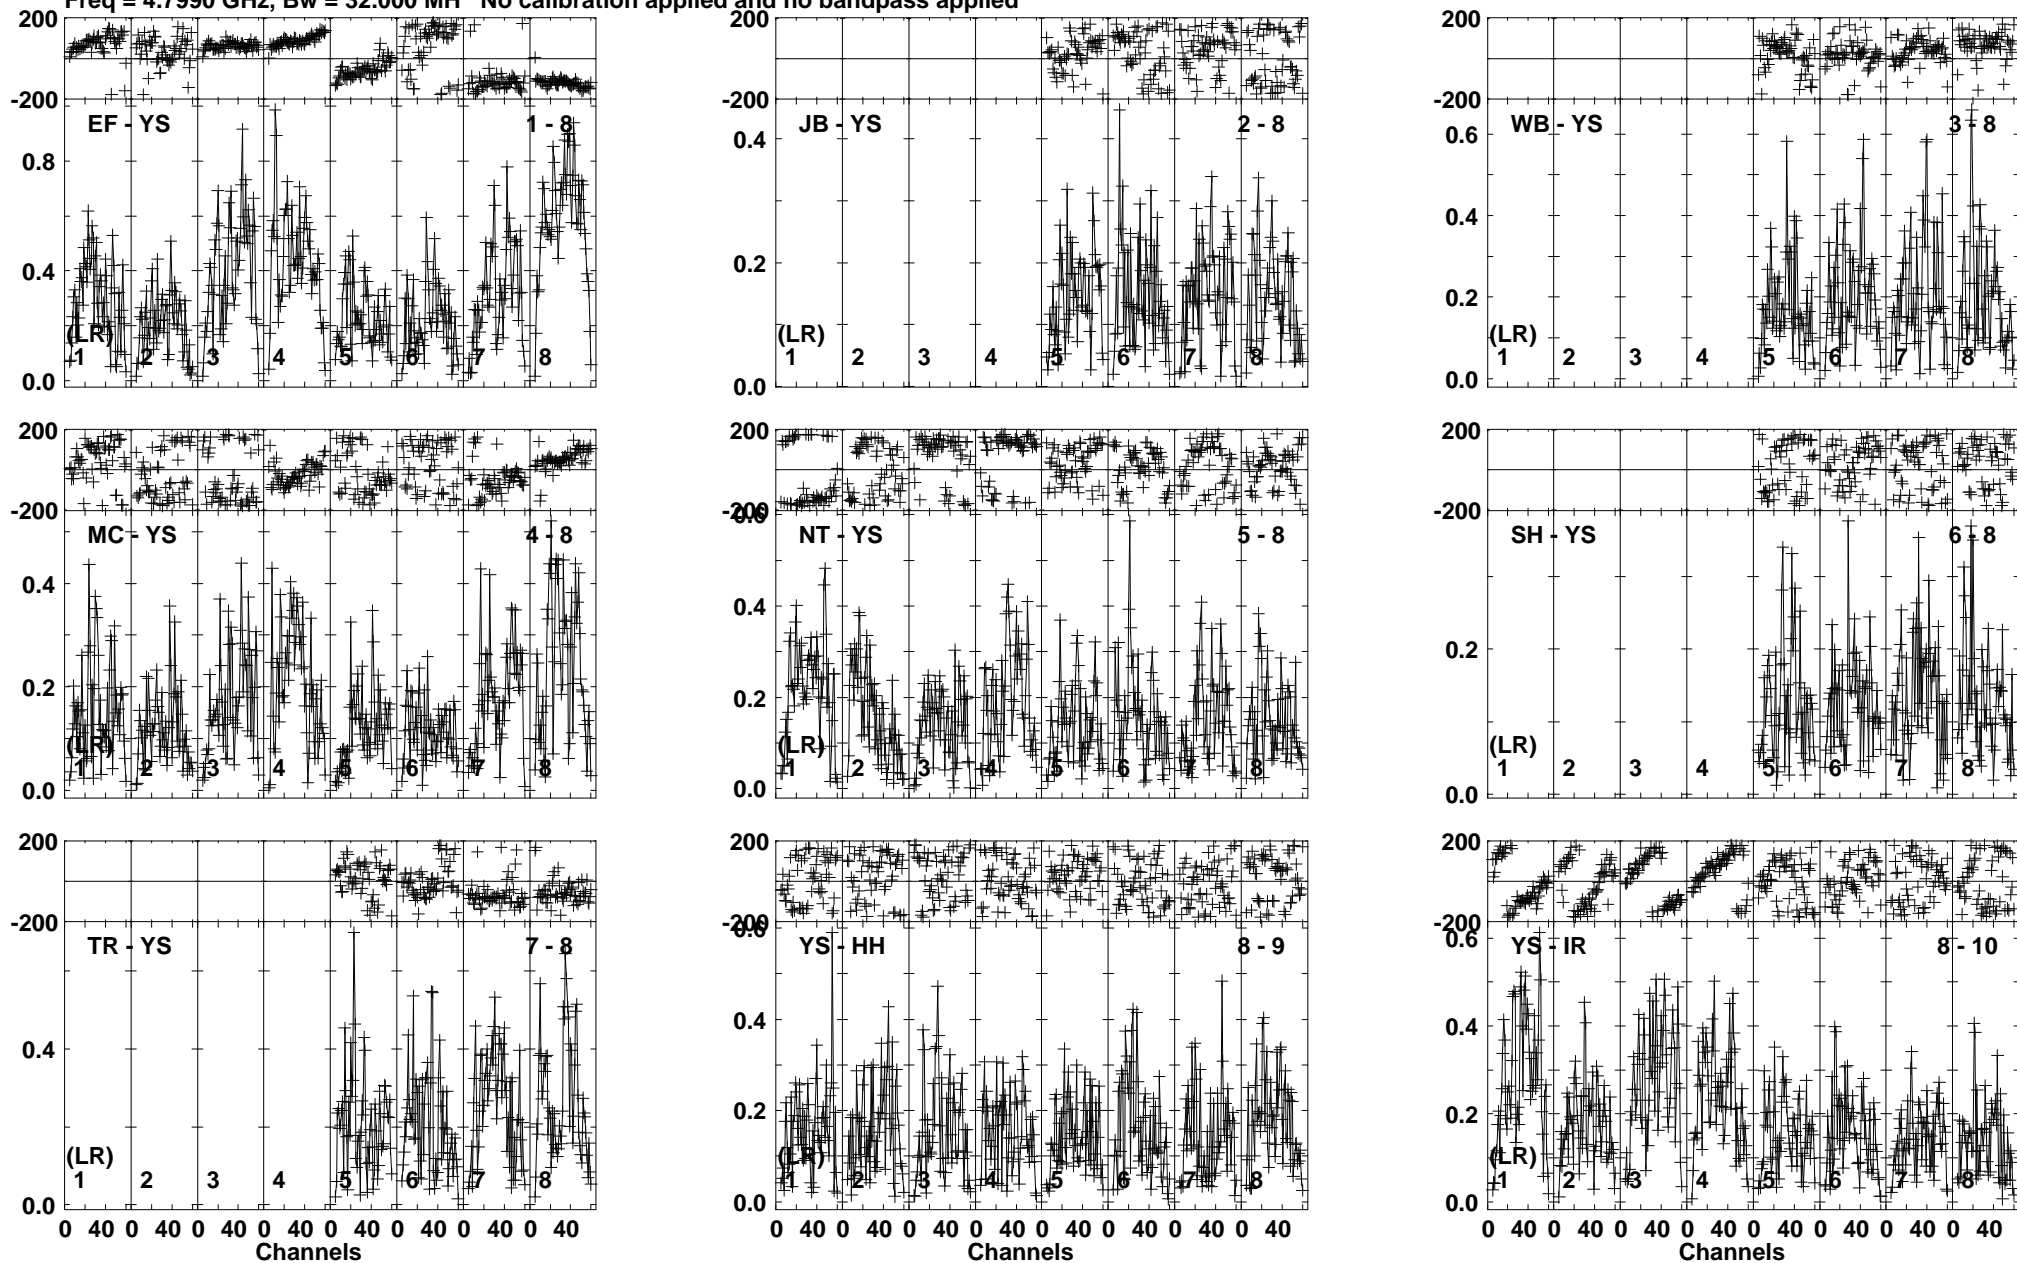 Freq = 4.7990 GHz, Bw = 32.000 MH No calibration applied and no bandpass applied
200 200 200
-200 -200 -200
EF - YS 1 - 8 JB - YS 2 - 8 WB - YS 3 - 8
0.8 0.4 0.0
0.4 0.2 0.0
0.6 0.4 0.2 0.0
(LR) (LR) (LR)
1 2 3 4 5 6 7 8 1 2 3 4 5 6 7 8 1 2 3 4 5 6 7 8
200 200 200
-200 -200 -200
MC - YS 4 - 8 NT - YS 5 - 8 SH - YS 6 - 8
0.4 0.2 0.0
0.6 0.4 0.2 0.0
0.2 0.0
(LR) (LR) (LR)
1 2 3 4 5 6 7 8 1 2 3 4 5 6 7 8 1 2 3 4 5 6 7 8
200 200 200
-200 -200 -200
TR - YS 7 - 8 YS - HH 8 - 9 YS - IR 8 - 10
0.4 0.0
0.6 0.4 0.2 0.0
0.6 0.4 0.2 0.0
(LR) (LR) (LR)
1 2 3 4 5 6 7 8 1 2 3 4 5 6 7 8 1 2 3 4 5 6 7 8
0 40 0 40 0 40 0 40 0 40 0 40 0 40 0 40 0 40 0 40 0 40 0 40 0 40 0 40 0 40 0 40 0 40 0 40 0 40 0 40 0 40 0 40 0 40 0 40
Channels Channels Channels